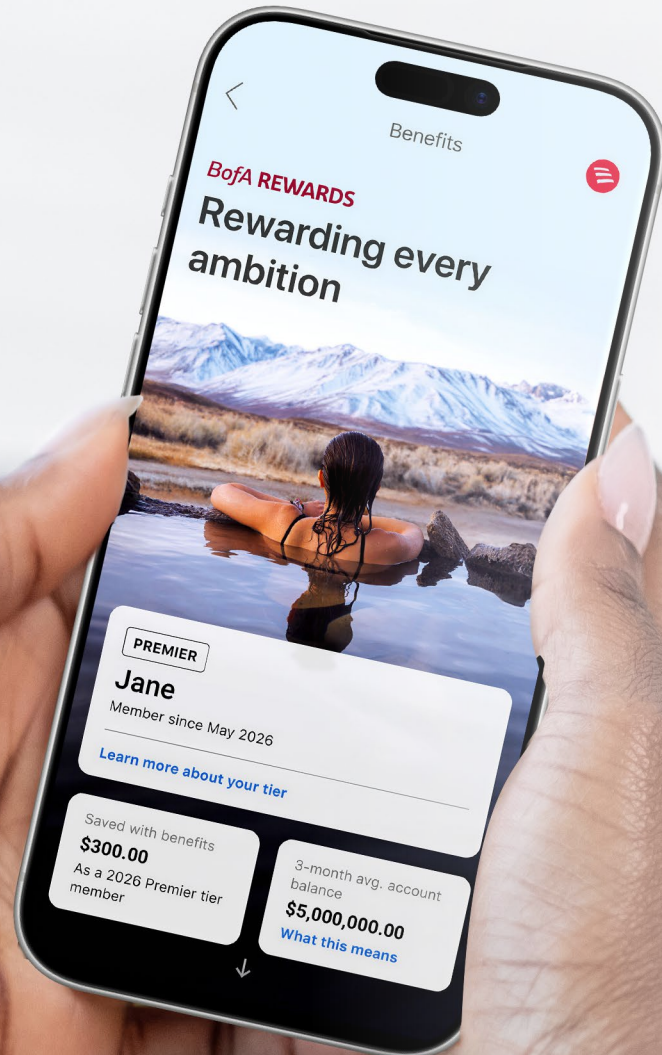 Benefits
BofA REWARDS
Rewarding every
ambition
PREMIER
Jane
Member since May 2026
Learn more about your tier
Saved with benefits
$300.00
As a 2026 Premier tier
member
3-month avg. account
balance
$5,000,000.00
What this means